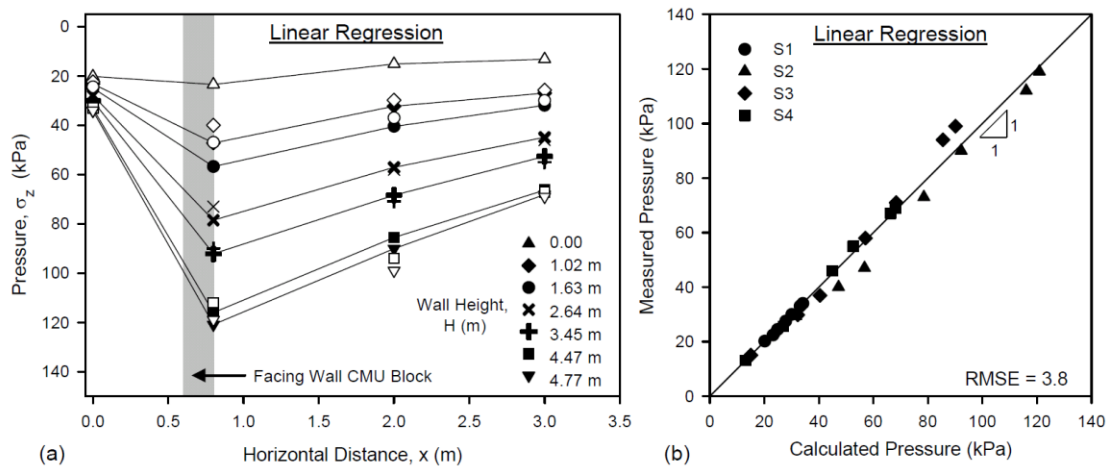 Linear Regression
0
20
40
60
80
100
120
140
Pressure, σz (kPa)
0.00
1.02 m
1.63 m
2.64 m
3.45 m
4.47 m
4.77 m
Wall Height,
H (m)
Facing Wall CMU Block
0.0 0.5 1.0 1.5 2.0 2.5 3.0 3.5
(a)
Horizontal Distance, x (m)
Linear Regression
140
120
100
80
60
40
20
0
Measured Pressure (kPa)
S1
S2
S3
S4
1
1
RMSE = 3.8
0 20 40 60 80 100 120 140
(b)
Calculated Pressure (kPa)